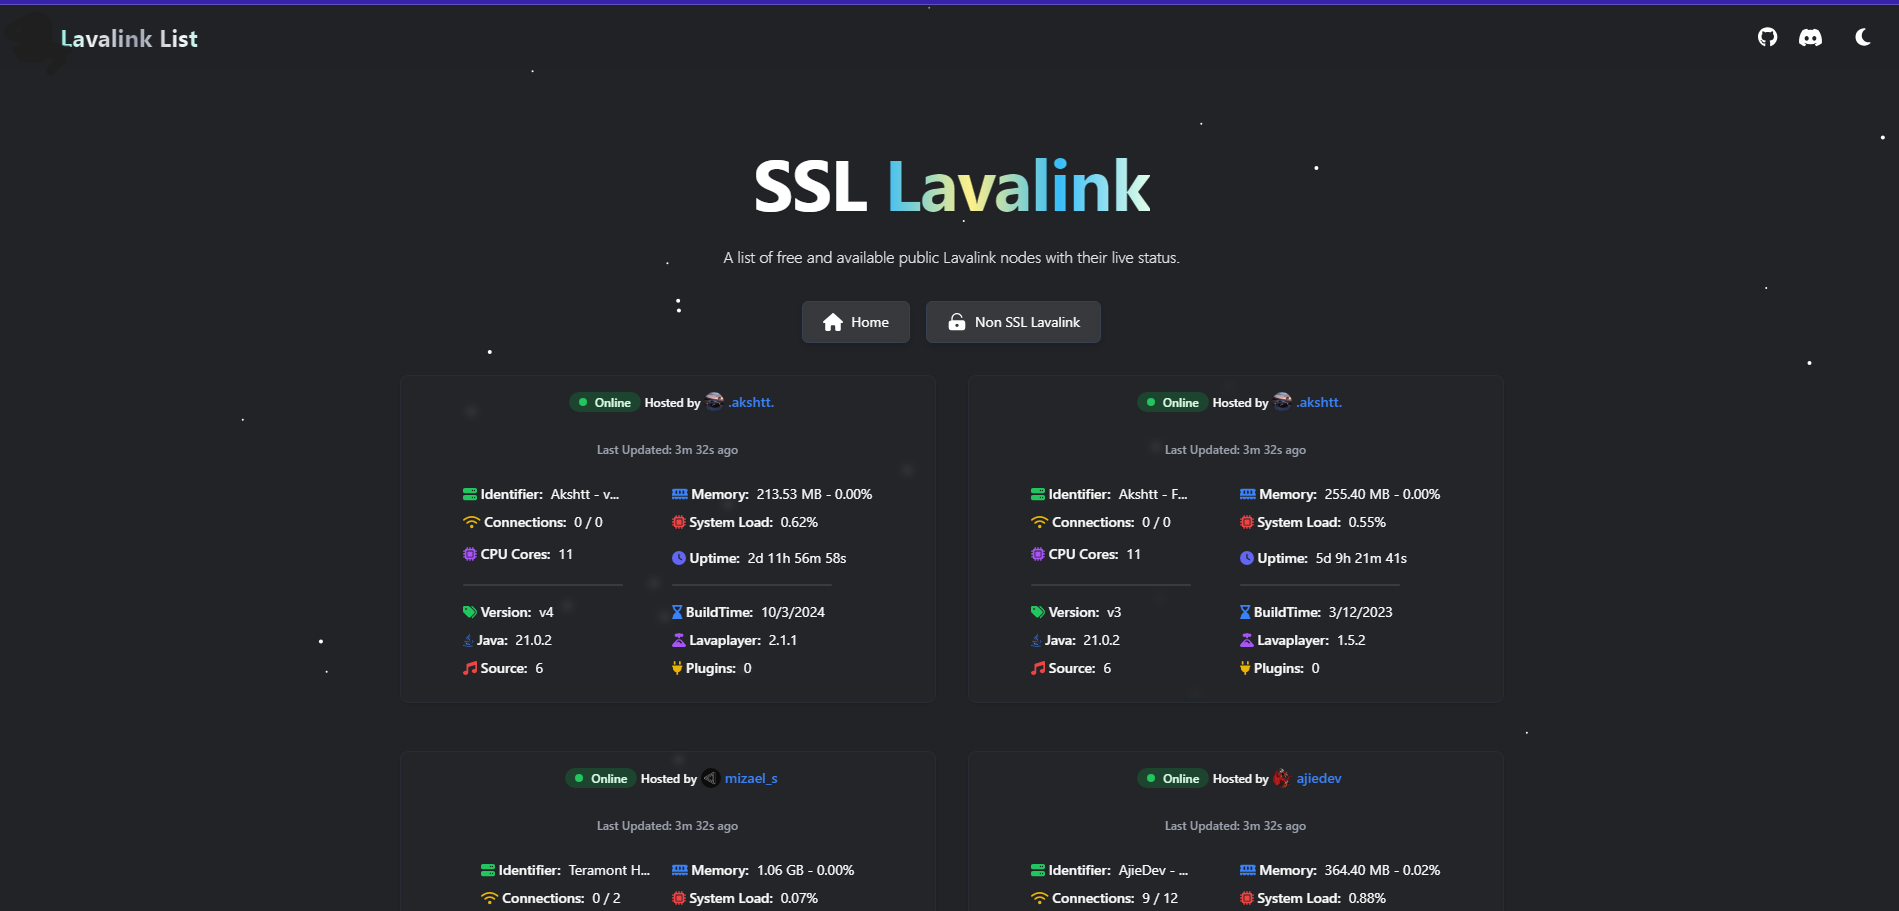 Lavalink List
SSL Lavalink
A list of free and available public Lavalink nodes with their live status.
Home
Non SSL Lavalink
Online Hosted by .akshtt.
Last Updated: 3m 32s ago
Identifier: Akshtt - v...
Memory: 213.53 MB - 0.00%
Connections: 0 / 0
System Load: 0.62%
CPU Cores: 11
Uptime: 2d 11h 56m 58s
Version: v4
BuildTime: 10/3/2024
Java: 21.0.2
Lavaplayer: 2.1.1
Source: 6
Plugins: 0
Online Hosted by .akshtt.
Last Updated: 3m 32s ago
Identifier: Akshtt - F...
Memory: 255.40 MB - 0.00%
Connections: 0 / 0
System Load: 0.55%
CPU Cores: 11
Uptime: 5d 9h 21m 41s
Version: v3
BuildTime: 3/12/2023
Java: 21.0.2
Lavaplayer: 1.5.2
Source: 6
Plugins: 0
Online Hosted by mizael_s
Last Updated: 3m 32s ago
Identifier: Teramont H...
Memory: 1.06 GB - 0.00%
Connections: 0 / 2
System Load: 0.07%
Online Hosted by ajiedev
Last Updated: 3m 32s ago
Identifier: AjieDev - ...
Memory: 364.40 MB - 0.02%
Connections: 9 / 12
System Load: 0.88%